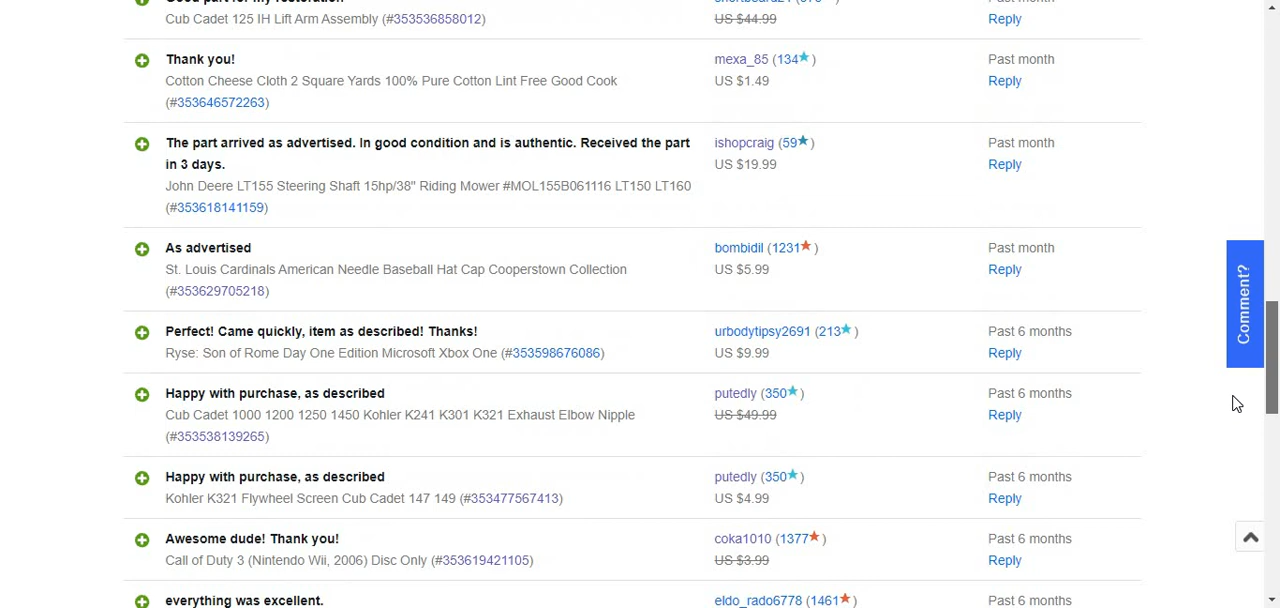 Cub Cadet 125 IH Lift Arm Assembly (#353536858012)
US $44.99
Past month
Reply
Thank you!
mexa_85 (134)
Past month
Cotton Cheese Cloth 2 Square Yards 100% Pure Cotton Lint Free Good Cook
US $1.49
Reply
(#353646572263)
The part arrived as advertised. In good condition and is authentic. Received the part
ishopcraig (59)
Past month
in 3 days.
US $19.99
Reply
John Deere LT155 Steering Shaft 15hp/38" Riding Mower #MOL155B061116 LT150 LT160
(#353618141159)
As advertised
bombidil (1231)
Past month
St. Louis Cardinals American Needle Baseball Hat Cap Cooperstown Collection
US $5.99
Reply
(#353629705218)
Comment?
Perfect! Came quickly, item as described! Thanks!
urbodytipsy2691 (213)
Past 6 months
Ryse: Son of Rome Day One Edition Microsoft Xbox One (#353598676086)
US $9.99
Reply
Happy with purchase, as described
putedly (350)
Past 6 months
Cub Cadet 1000 1200 1250 1450 Kohler K241 K301 K321 Exhaust Elbow Nipple
US $49.99
Reply
(#353538139265)
Happy with purchase, as described
putedly (350)
Past 6 months
Kohler K321 Flywheel Screen Cub Cadet 147 149 (#353477567413)
US $4.99
Reply
Awesome dude! Thank you!
coka1010 (1377)
Past 6 months
Call of Duty 3 (Nintendo Wii, 2006) Disc Only (#353619421105)
US $3.99
Reply
everything was excellent.
eldo_rado6778 (1461)
Past 6 months